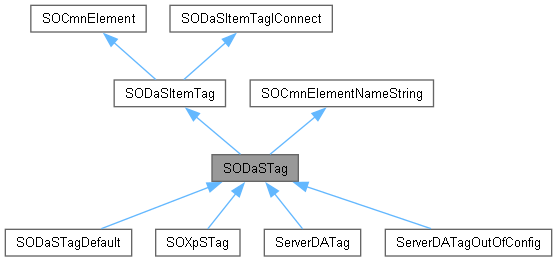 SOCmnElement
SODaSItemTagIConnect
SODaSItemTag
SOCmnElementNameString
SODaSTag
SODaSTagDefault
SOXpSTag
ServerDATag
ServerDATagOutOfConfig